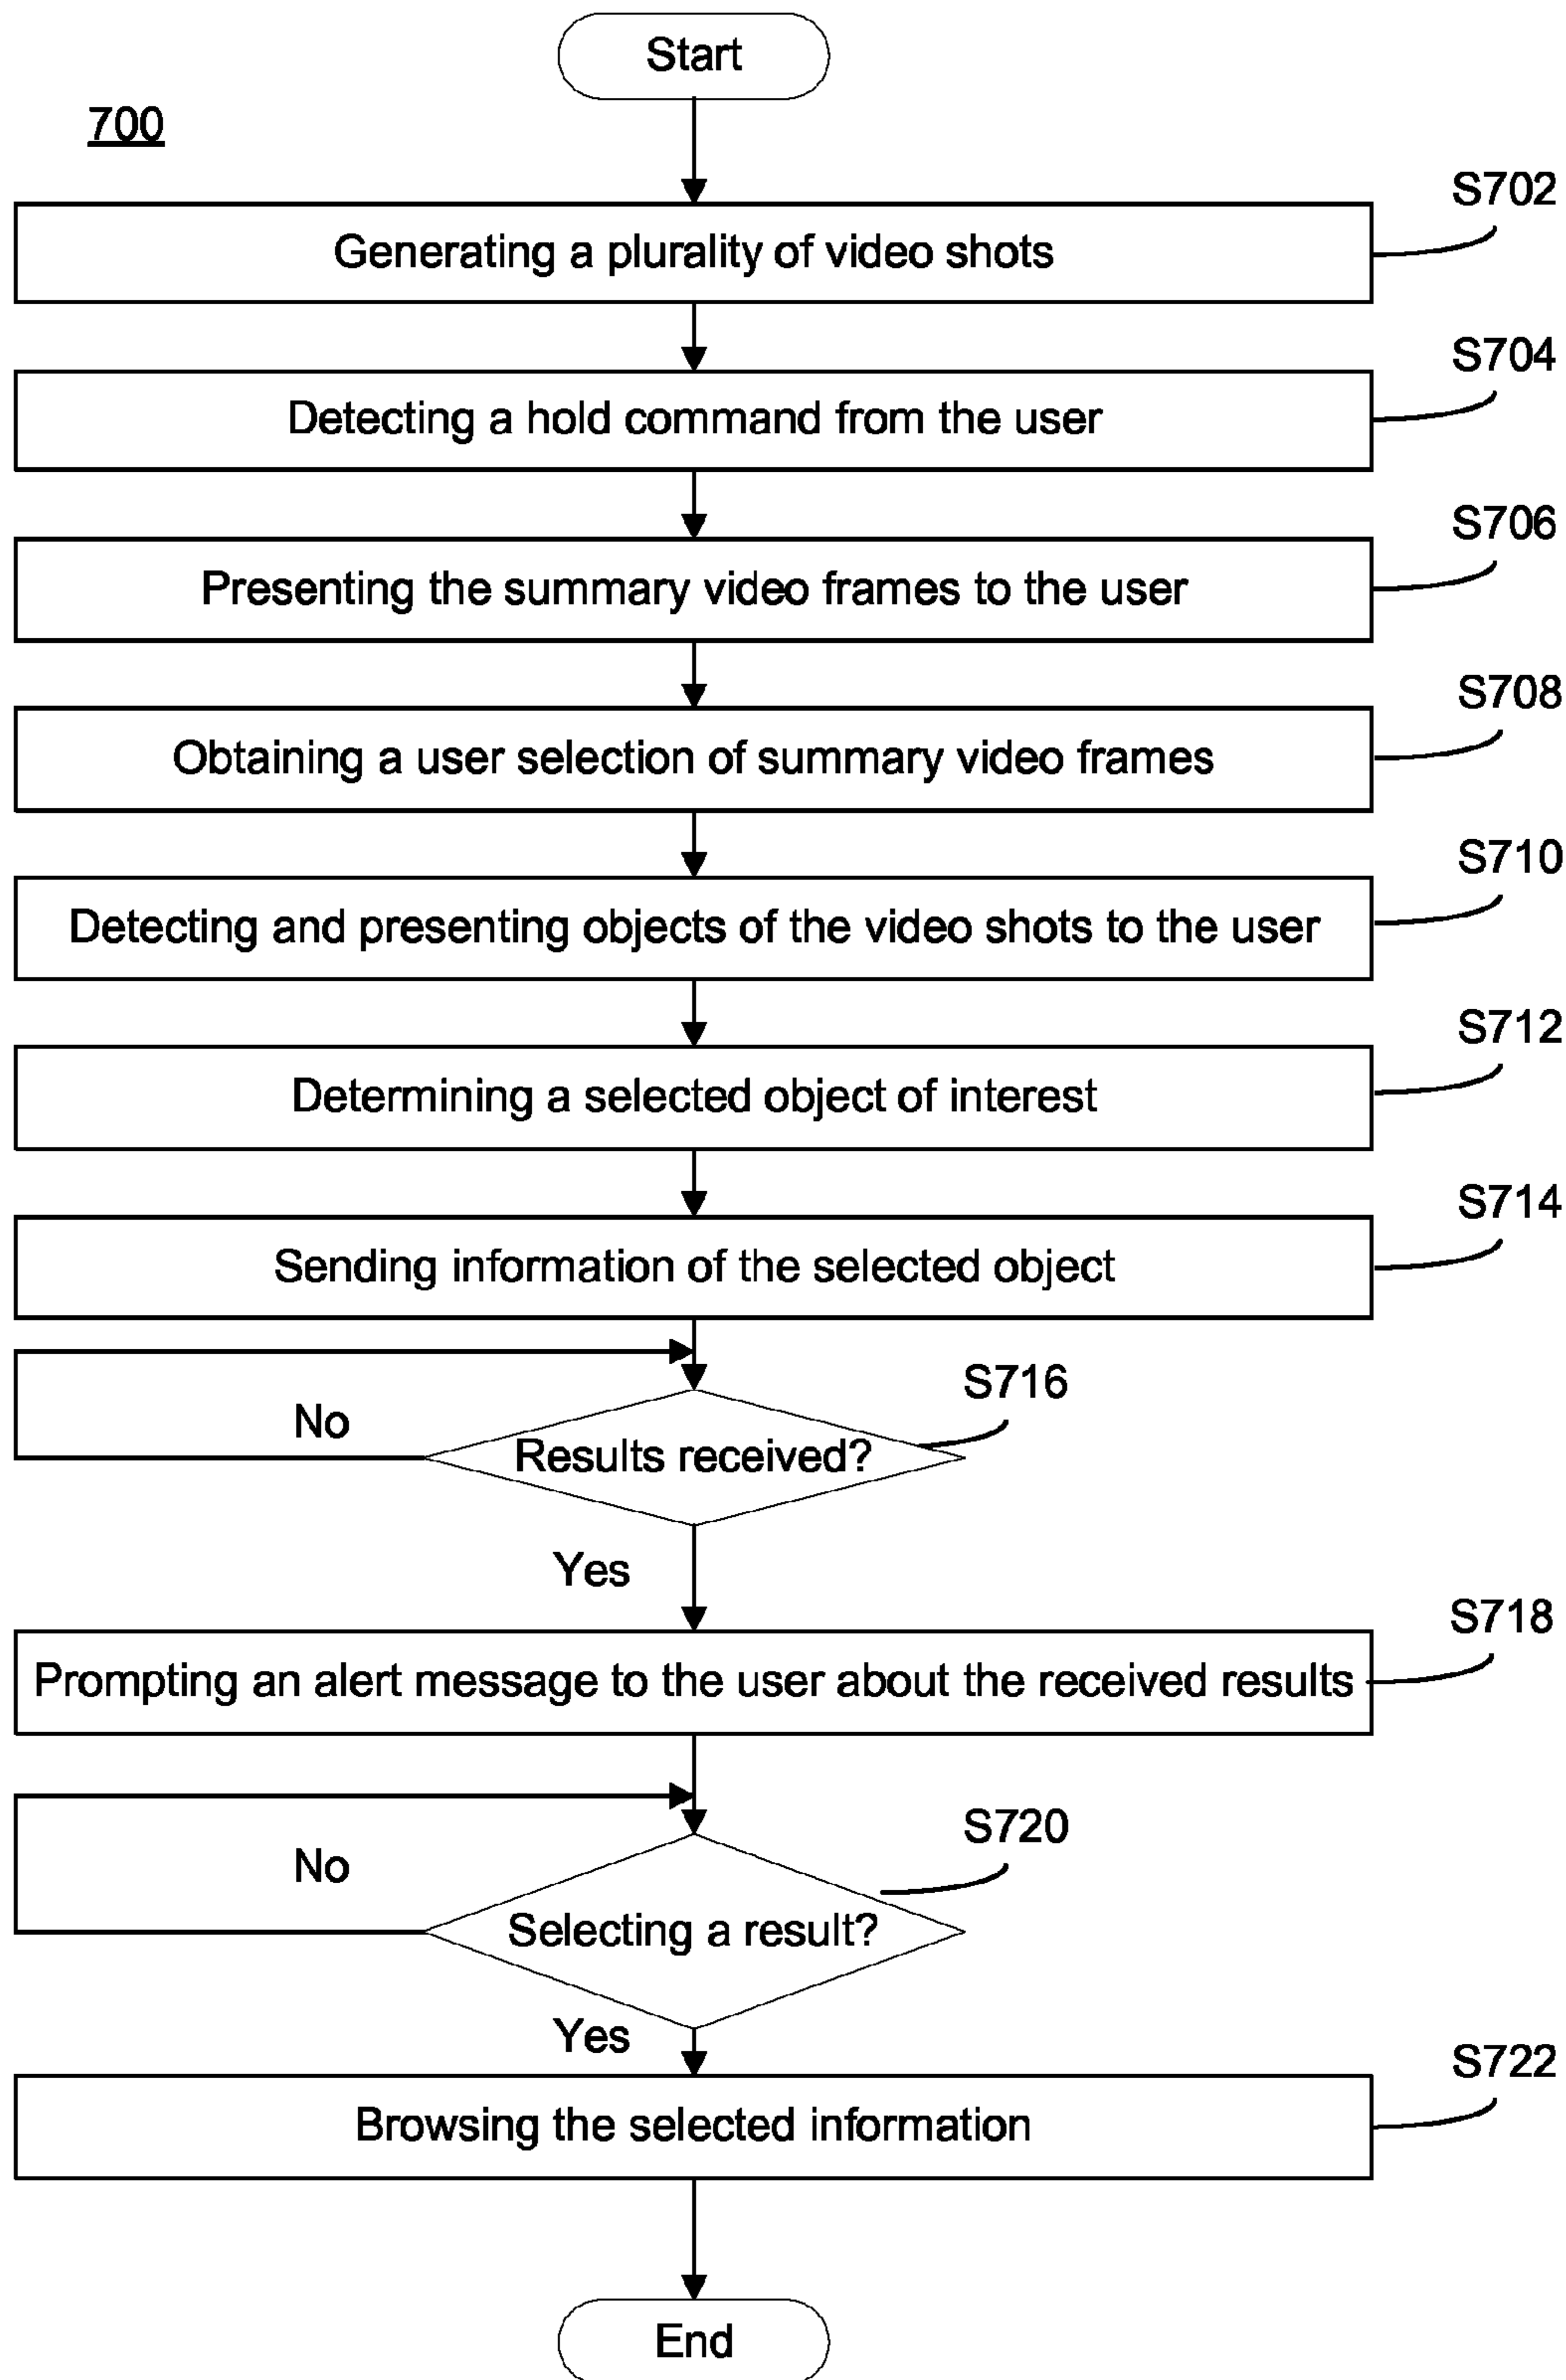 Start
700
S702
Generating a plurality of video shots
S704
Detecting a hold command from the user
S706
Presenting the summary video frames to the user
S708
Obtaining a user selection of summary video frames
S710
Detecting and presenting objects of the video shots to the user
S712
Determining a selected object of interest
S714
Sending information of the selected object
S716
No
Results received?
Yes
S718
Prompting an alert message to the user about the received results
S720
No
Selecting a result?
Yes
S722
Browsing the selected information
End